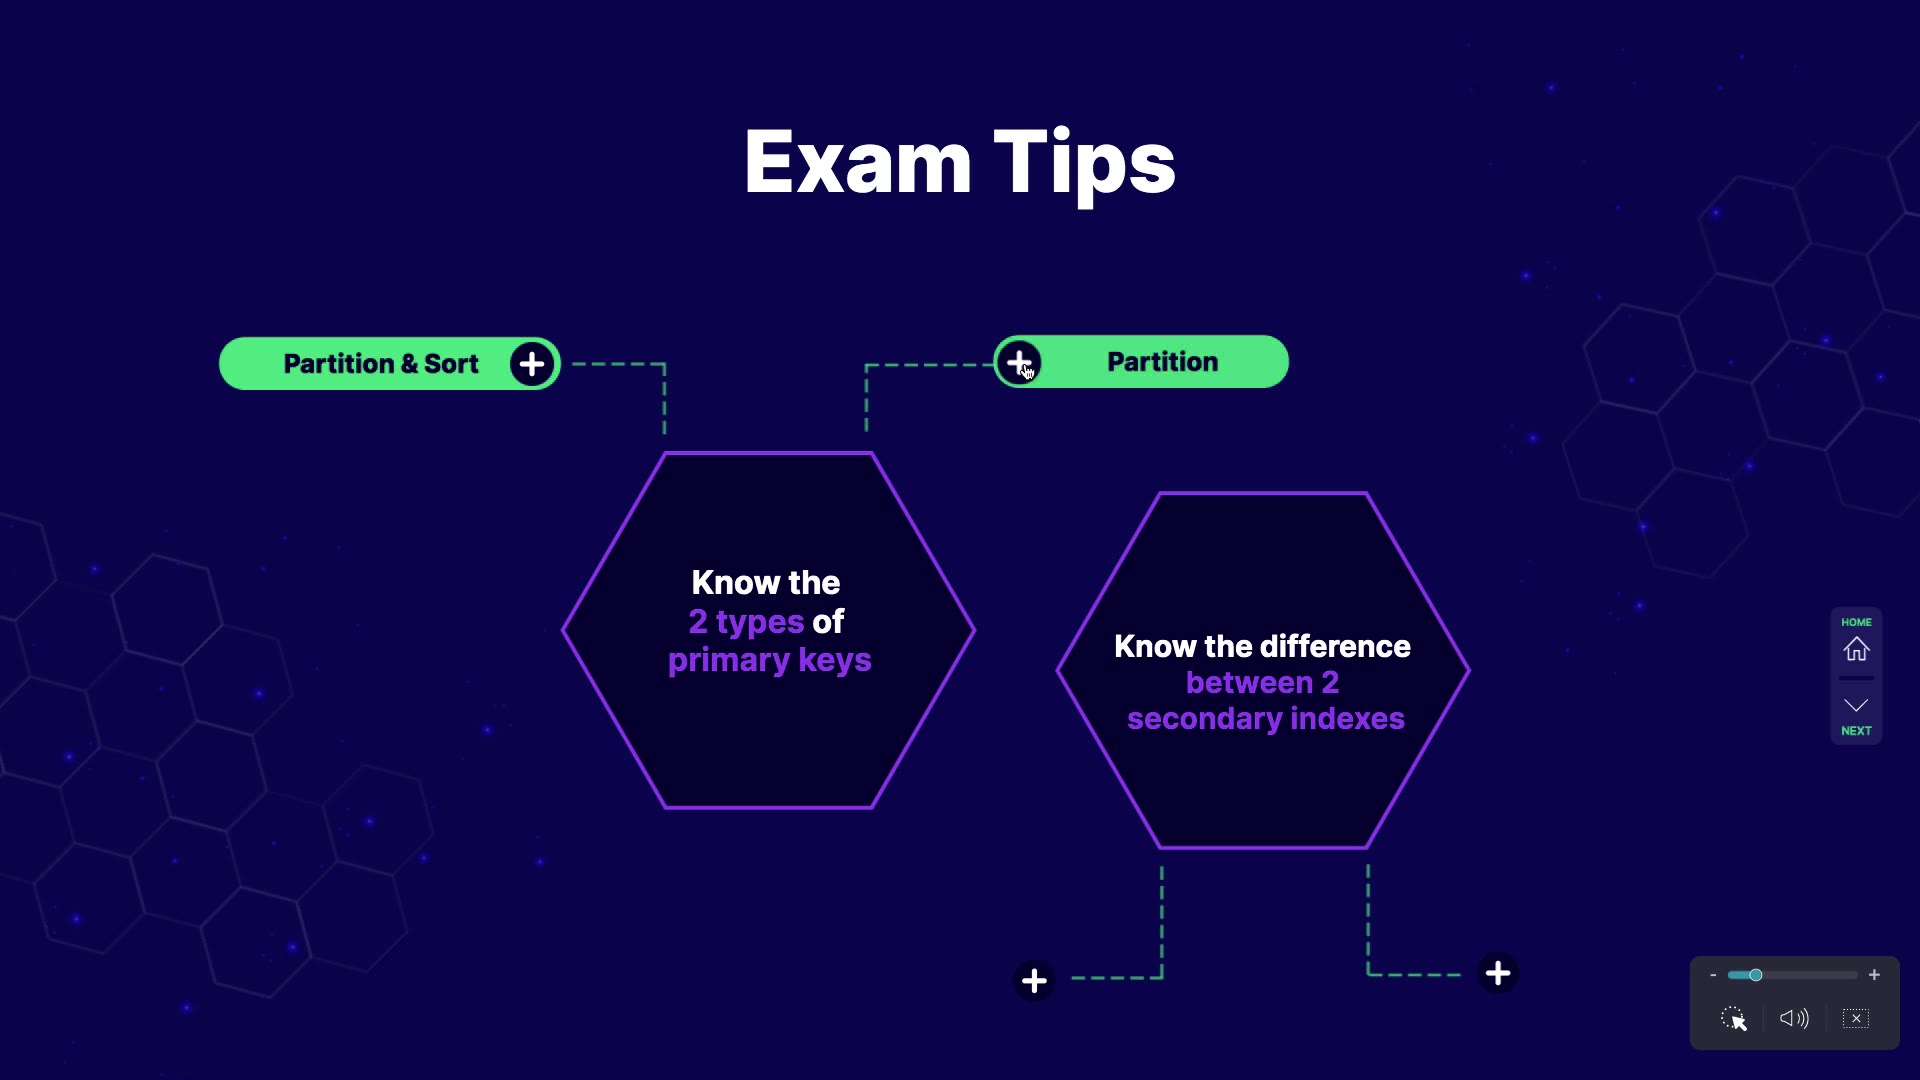 Exam Tips
Partition & Sort
Partition
Know the
2 types of
primary keys
Know the difference
between 2
secondary indexes
HOME
NEXT